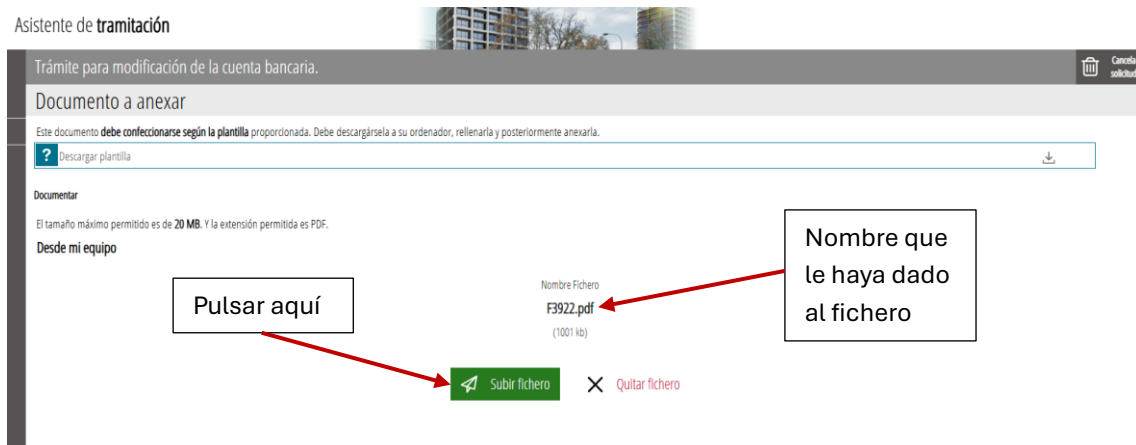 Asistente de tramitación
Trámite para modificación de la cuenta bancaria.
Cancela
solicitud
Documento a anexar
Este documento debe confeccionarse según la plantilla proporcionada. Debe descargársela a su ordenador, rellenarla y posteriormente anexarla.
? Descargar plantilla
Documentar
El tamaño máximo permitido es de 20 MB. Y la extensión permitida es PDF.
Desde mi equipo
Nombre que
le haya dado
al fichero
Pulsar aquí
Nombre Fichero
F3922.pdf
(1001 kb)
Subir fichero
Quitar fichero